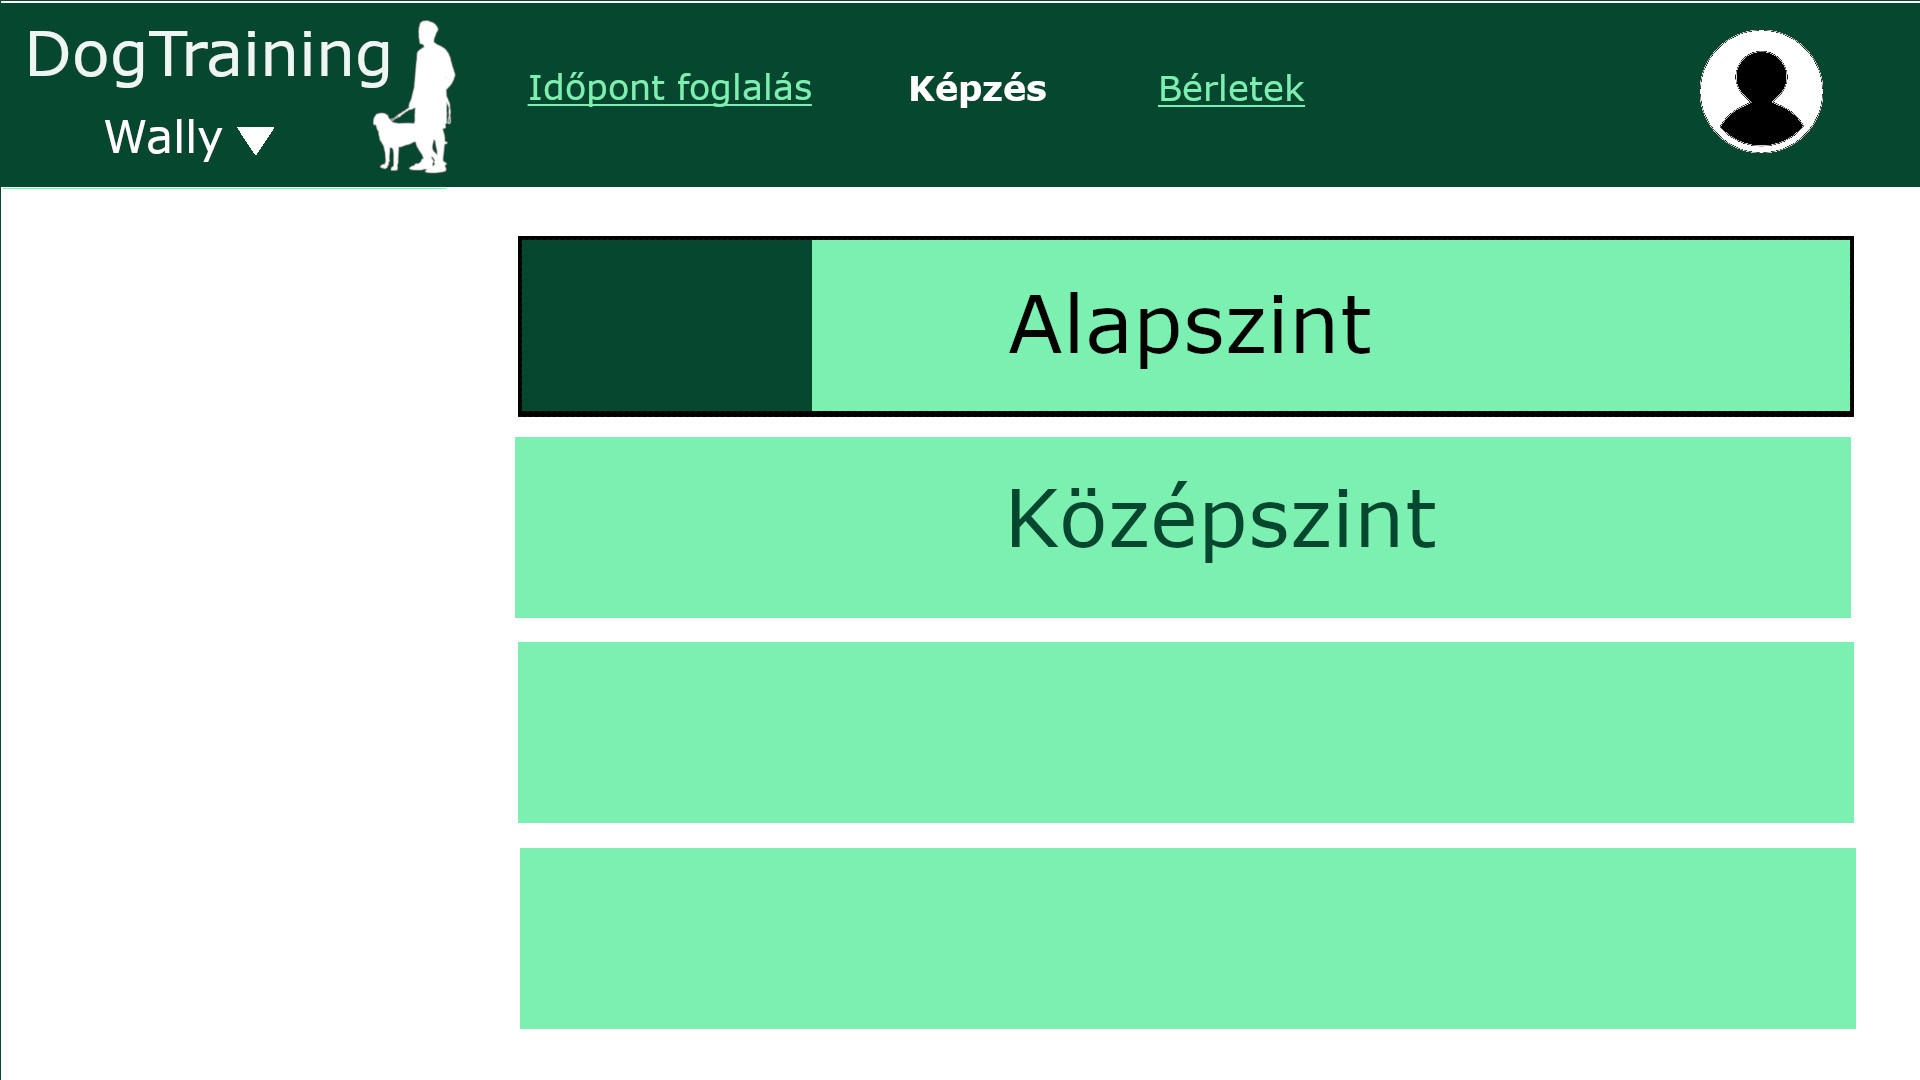 DogTraining
Wally
Időpont foglalás
Képzés
Bérletek
Alapszint
Középszint